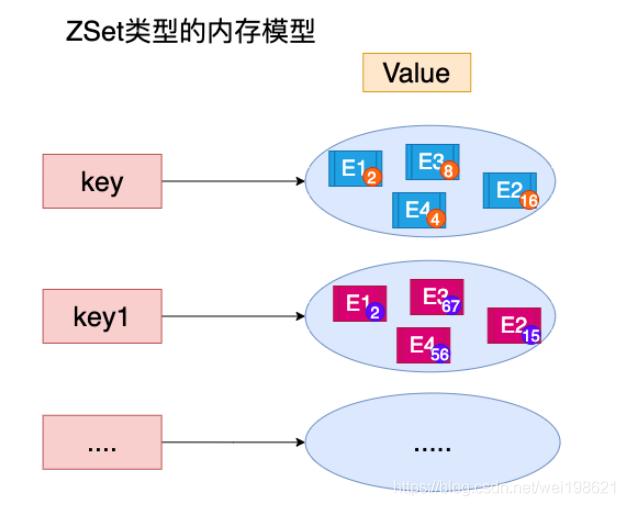 ZSet类型的内存模型
Value
key
E1 2
E3 8
E4 4
E2 16
key1
E1 2
E3 67
E4 56
E2 15
....
.....
https://blog.csdn.net/wei198621